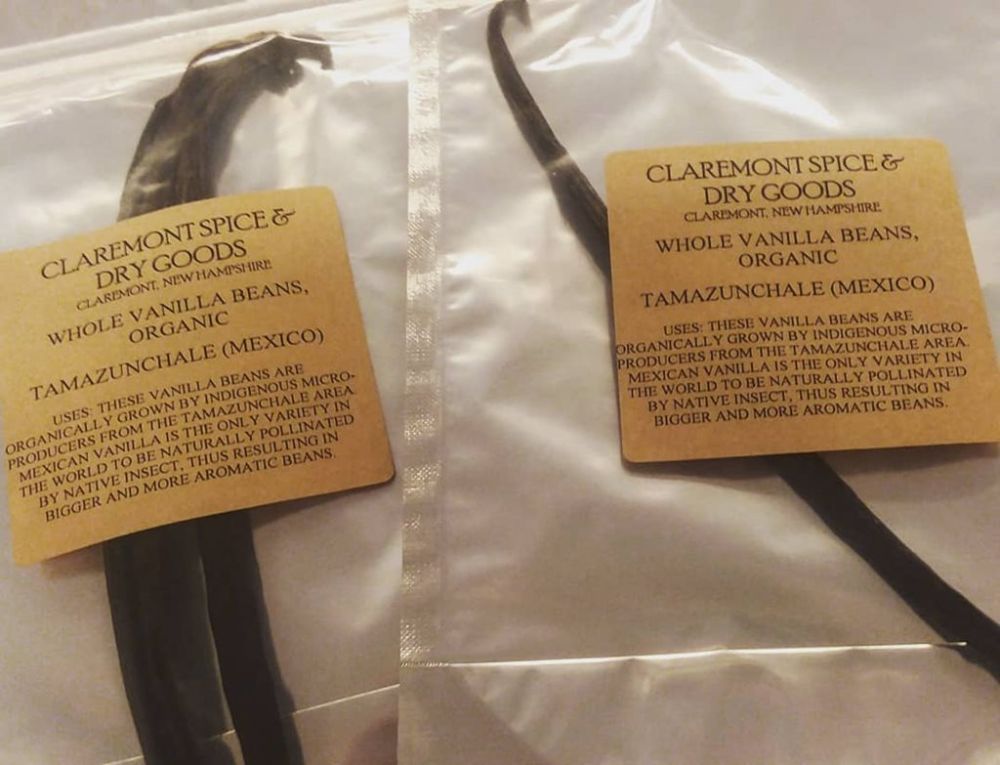 CLAREMONT SPICE &
DRY GOODS
CLAREMONT, NEW HAMPSHIRE
WHOLE VANILLA BEANS,
ORGANIC
TAMAZUNCHALE (MEXICO)
USES: THESE VANILLA BEANS ARE
ORGANICALLY GROWN BY INDIGENOUS MICRO-
PRODUCERS FROM THE TAMAZUNCHALE AREA.
MEXICAN VANILLA IS THE ONLY VARIETY IN
THE WORLD TO BE NATURALLY POLLINATED
BY NATIVE INSECT, THUS RESULTING IN
BIGGER AND MORE AROMATIC BEANS.
CLAREMONT SPICE &
DRY GOODS
CLAREMONT, NEW HAMPSHIRE
WHOLE VANILLA BEANS,
ORGANIC
TAMAZUNCHALE (MEXICO)
USES: THESE VANILLA BEANS ARE
ORGANICALLY GROWN BY INDIGENOUS MICRO-
PRODUCERS FROM THE TAMAZUNCHALE AREA.
MEXICAN VANILLA IS THE ONLY VARIETY IN
THE WORLD TO BE NATURALLY POLLINATED
BY NATIVE INSECT, THUS RESULTING IN
BIGGER AND MORE AROMATIC BEANS.